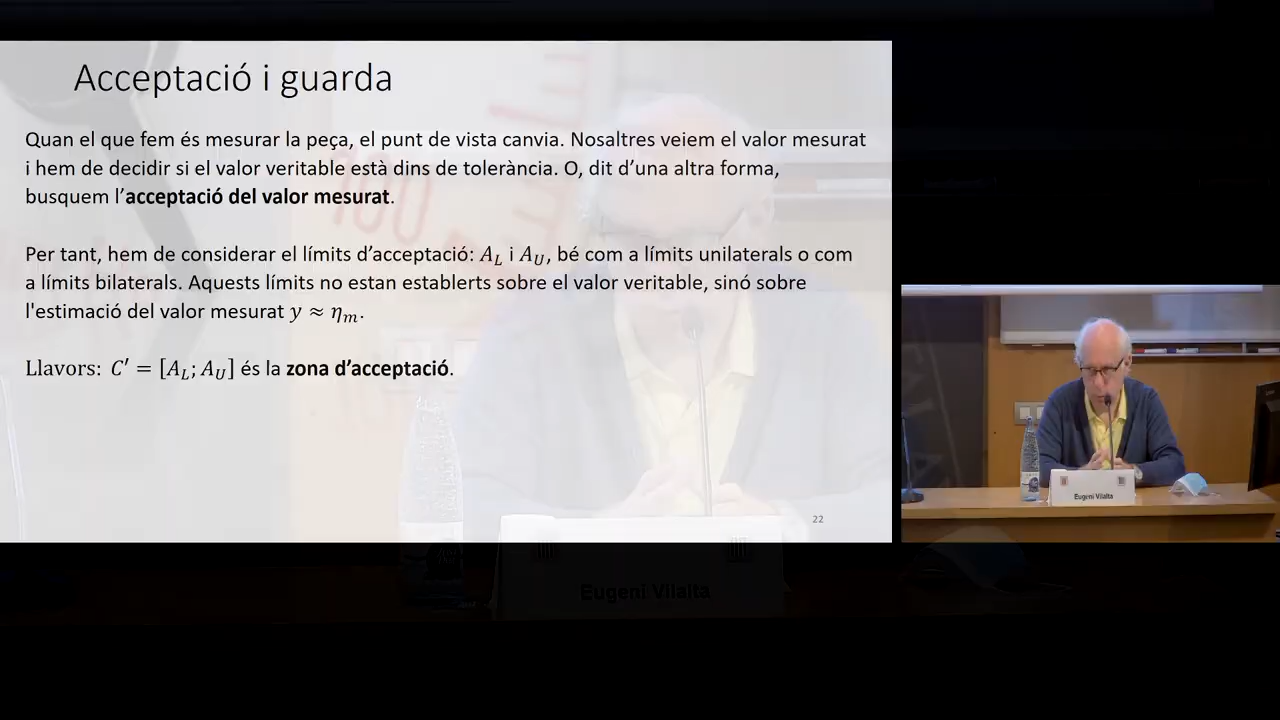 Acceptació i guarda
Quan el que fem és mesurar la peça, el punt de vista canvia. Nosaltres veiem el valor mesurat
i hem de decidir si el valor veritable està dins de tolerància. O, dit d’una altra forma,
busquem l’acceptació del valor mesurat.
Per tant, hem de considerar el límits d’acceptació: A_L i A_U, bé com a límits unilaterals o com
a límits bilaterals. Aquests límits no estan establerts sobre el valor veritable, sinó sobre
l'estimació del valor mesurat y ≈ η_m.
Llavors: C′ = [A_L; A_U] és la zona d’acceptació.
22
Eugeni Vilalta
Eugeni Vilalta
100